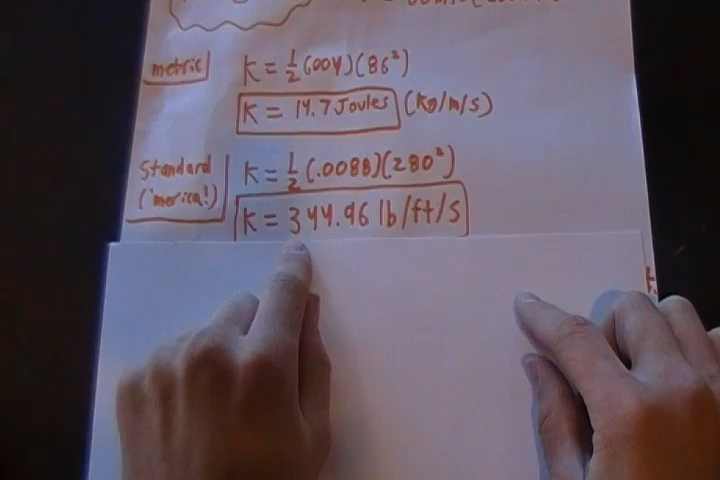 metric
K = 1/2 (.004)(86²)
K = 14.7 Joules (Kg/m/s)
Standard
('merica!)
K = 1/2 (.0088)(280²)
K = 344.96 lb/ft/s